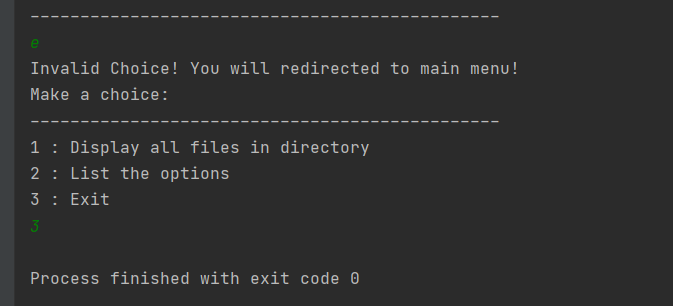 -----------------------------------------------
e
Invalid Choice! You will redirected to main menu!
Make a choice:
-----------------------------------------------
1 : Display all files in directory
2 : List the options
3 : Exit
3
Process finished with exit code 0